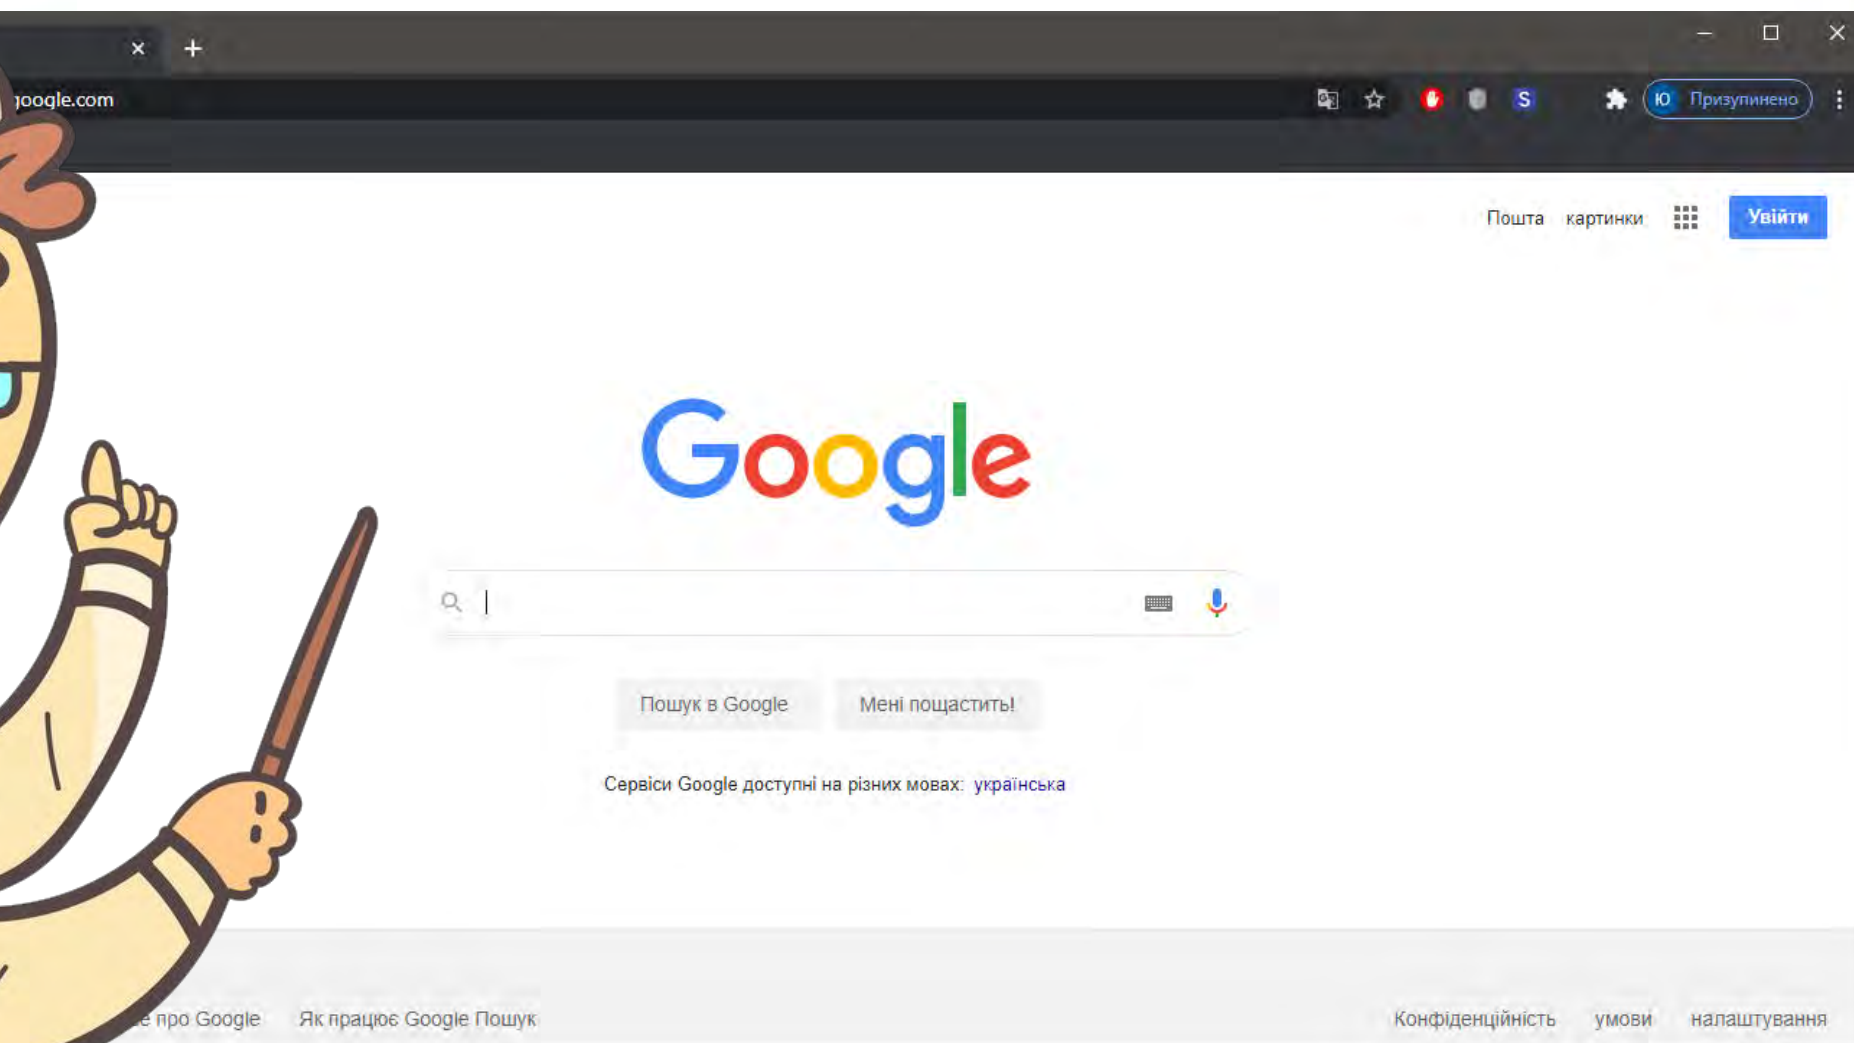 google.com
S
Ю Призупинено
Пошта картинки Увійти
Google
Пошук в Google Мені пощастить!
Сервіси Google доступні на різних мовах: українська
про Google Як працює Google Пошук Конфіденційність умови налаштування